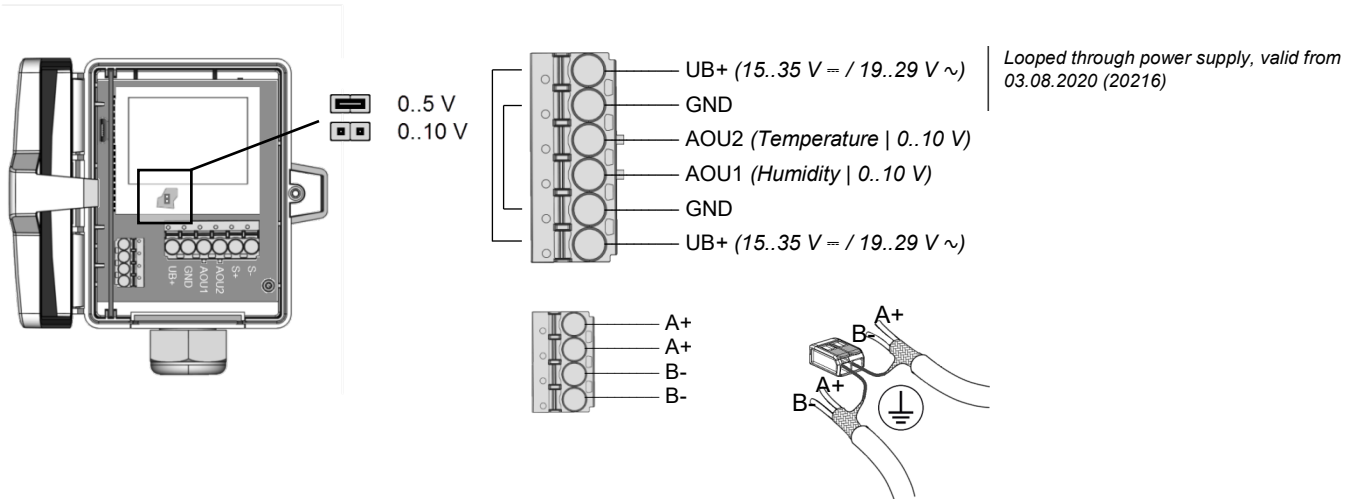 0..5 V
0..10 V
UB+
GND
AOU1
AOU2
S+
S-
UB+ (15..35 V ⎓ / 19..29 V ∿)
GND
AOU2 (Temperature | 0..10 V)
AOU1 (Humidity | 0..10 V)
GND
UB+ (15..35 V ⎓ / 19..29 V ∿)
Looped through power supply, valid from
03.08.2020 (20216)
A+
A+
B-
B-
A+
B-
A+
B-